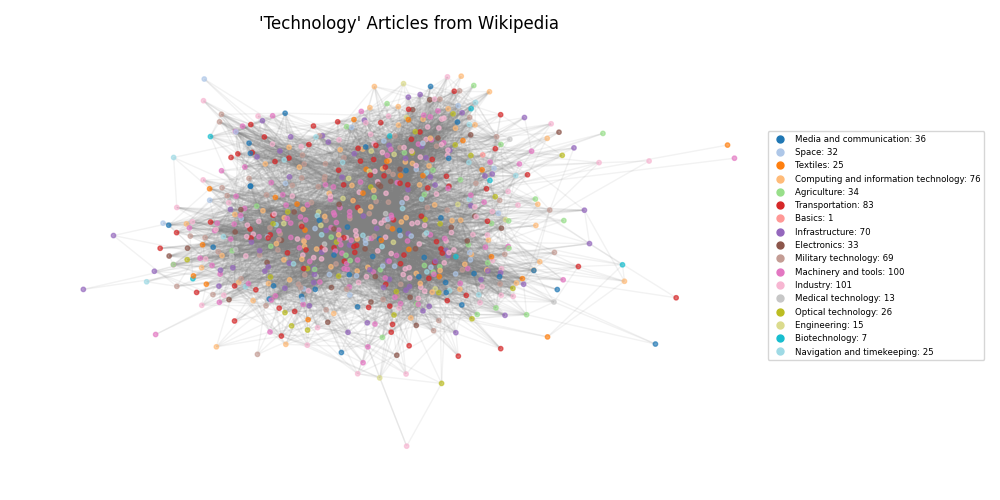 'Technology' Articles from Wikipedia
Media and communication: 36
Space: 32
Textiles: 25
Computing and information technology: 76
Agriculture: 34
Transportation: 83
Basics: 1
Infrastructure: 70
Electronics: 33
Military technology: 69
Machinery and tools: 100
Industry: 101
Medical technology: 13
Optical technology: 26
Engineering: 15
Biotechnology: 7
Navigation and timekeeping: 25